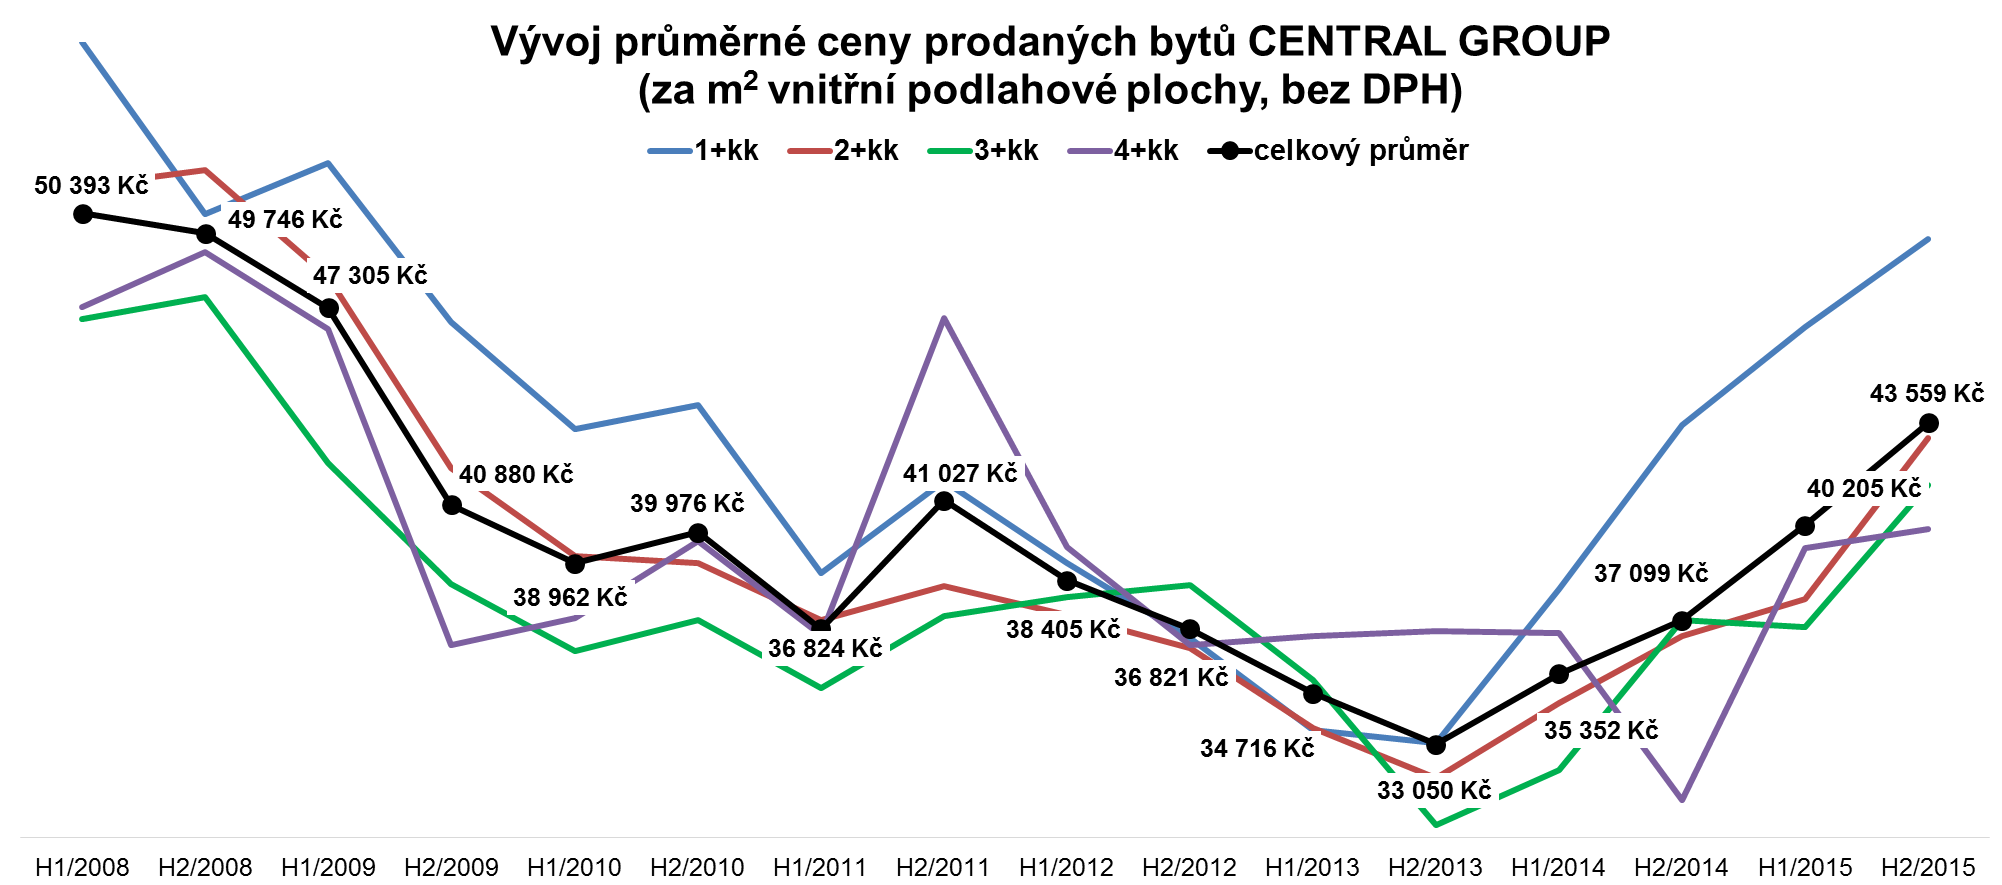 Vývoj průměrné ceny prodaných bytů CENTRAL GROUP
(za m² vnitřní podlahové plochy, bez DPH)
1+kk 2+kk 3+kk 4+kk celkový průměr
50 393 Kč
49 746 Kč
47 305 Kč
40 880 Kč
38 962 Kč
39 976 Kč
36 824 Kč
41 027 Kč
38 405 Kč
36 821 Kč
34 716 Kč
33 050 Kč
35 352 Kč
37 099 Kč
40 205 Kč
43 559 Kč
H1/2008 H2/2008 H1/2009 H2/2009 H1/2010 H2/2010 H1/2011 H2/2011 H1/2012 H2/2012 H1/2013 H2/2013 H1/2014 H2/2014 H1/2015 H2/2015